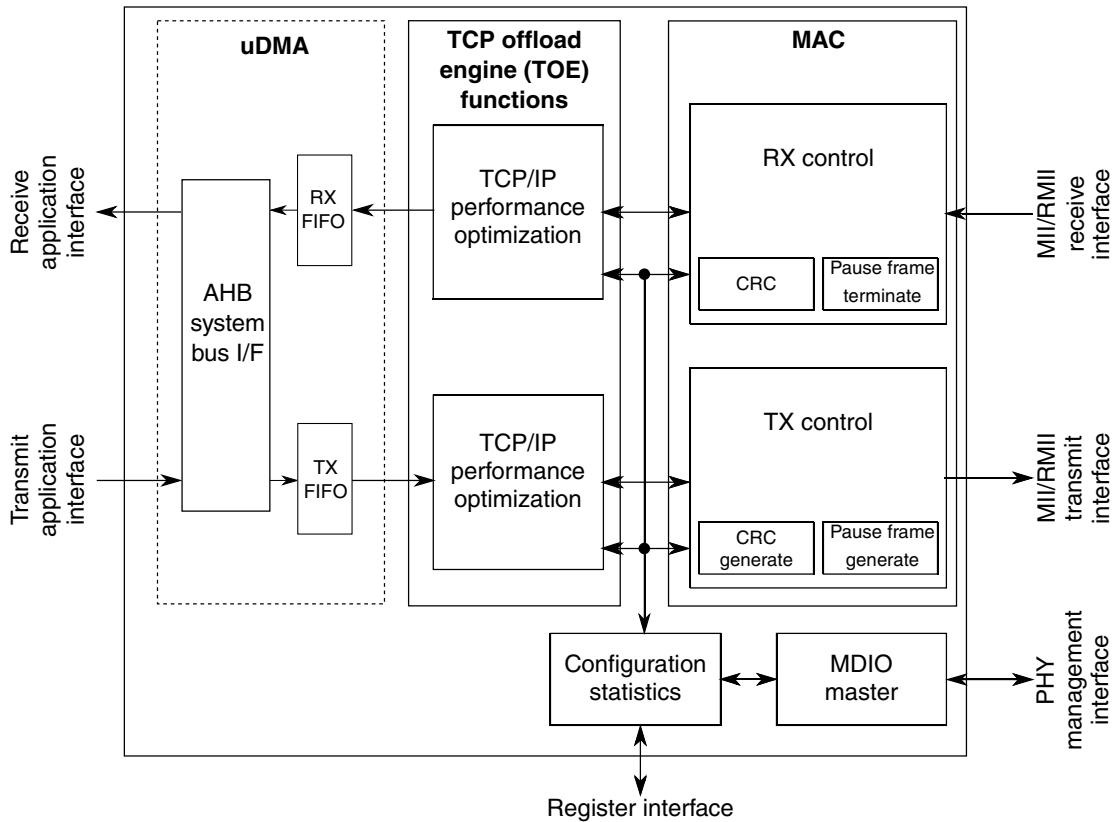 uDMA
TCP offload
engine (TOE)
functions
MAC
Receive
application
interface
RX
FIFO
TCP/IP
performance
optimization
RX control
CRC
Pause frame
terminate
MII/RMII
receive
interface
AHB
system
bus I/F
Transmit
application
interface
TX
FIFO
TCP/IP
performance
optimization
TX control
CRC
generate
Pause frame
generate
MII/RMII
transmit
interface
Configuration
statistics
MDIO
master
PHY
management
interface
Register interface